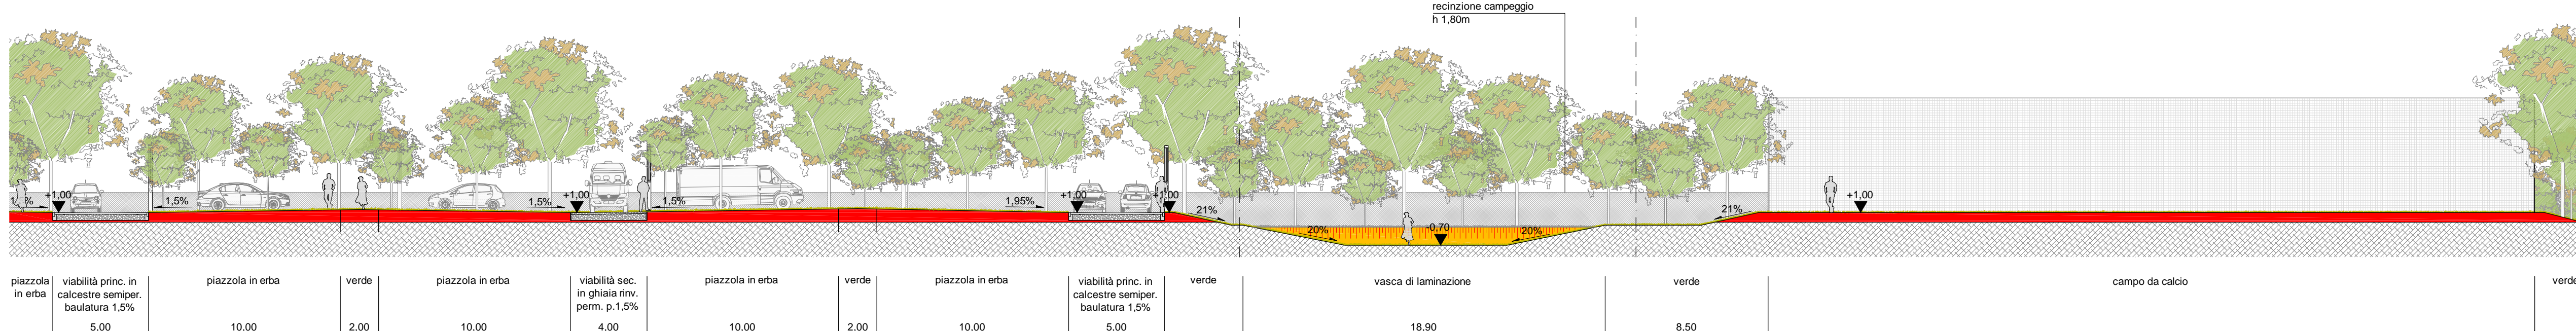 recinzione campeggio
h 1,80m
+1,00
1,5%
1,5%
+1,00
1,5%
1,95%
+1,00
+1,00
21%
20%
-0,70
20%
21%
+1,00
piazzola
in erba
viabilità princ. in
calcestre semiper.
baulatura 1,5%
piazzola in erba
verde
piazzola in erba
viabilità sec.
in ghiaia rinv.
perm. p.1,5%
piazzola in erba
verde
piazzola in erba
viabilità princ. in
calcestre semiper.
baulatura 1,5%
verde
vasca di laminazione
verde
campo da calcio
verde
5.00
10.00
2.00
10.00
4.00
10.00
2.00
10.00
5.00
18.90
8.50